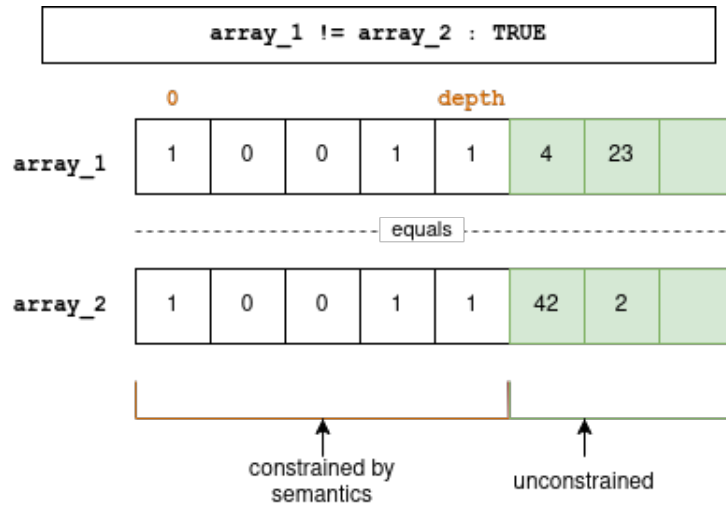 array_1 != array_2 : TRUE
0 depth
array_1 1 0 0 1 1 4 23
equals
array_2 1 0 0 1 1 42 2
constrained by
semantics
unconstrained